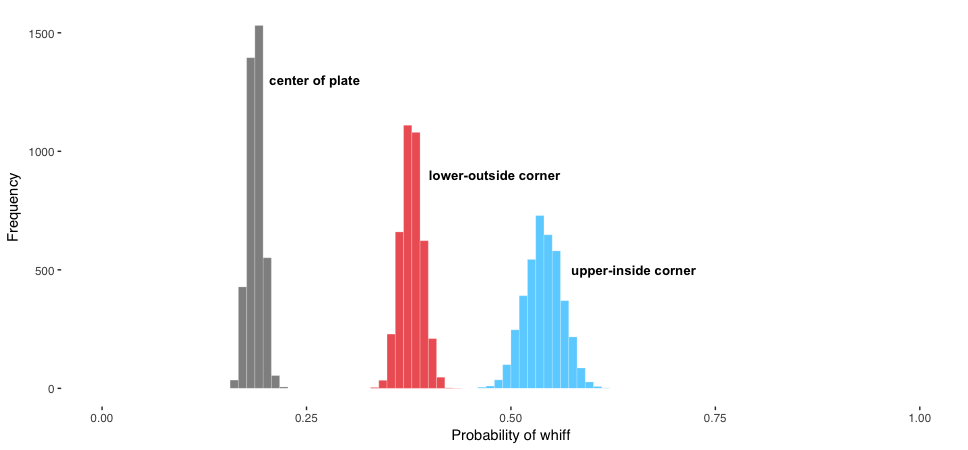 1500
center of plate
1000
lower-outside corner
Frequency
500
upper-inside corner
0
0.00 0.25 0.50 0.75 1.00
Probability of whiff